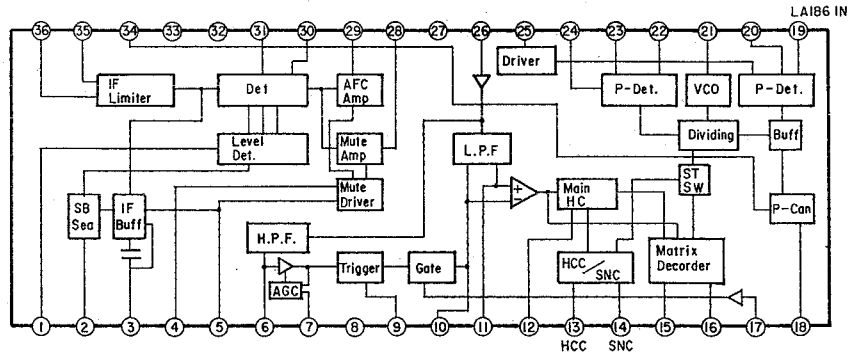 LA1186 IN
36 35 34 33 32 31 30 29 28 27 26 25 24 23 22 21 20 19
Driver
IF Limiter
Det
AFC Amp
P-Det.
VCO
P-Det.
Level Det.
Mute Amp
L.P.F
Dividing
Buff
SB Sea
IF Buff
Mute Driver
+
−
Main HC
ST SW
P-Can
H.P.F.
AGC
Trigger
Gate
HCC / SNC
Matrix Decorder
1 2 3 4 5 6 7 8 9 10 11 12 13 14 15 16 17 18
HCC SNC